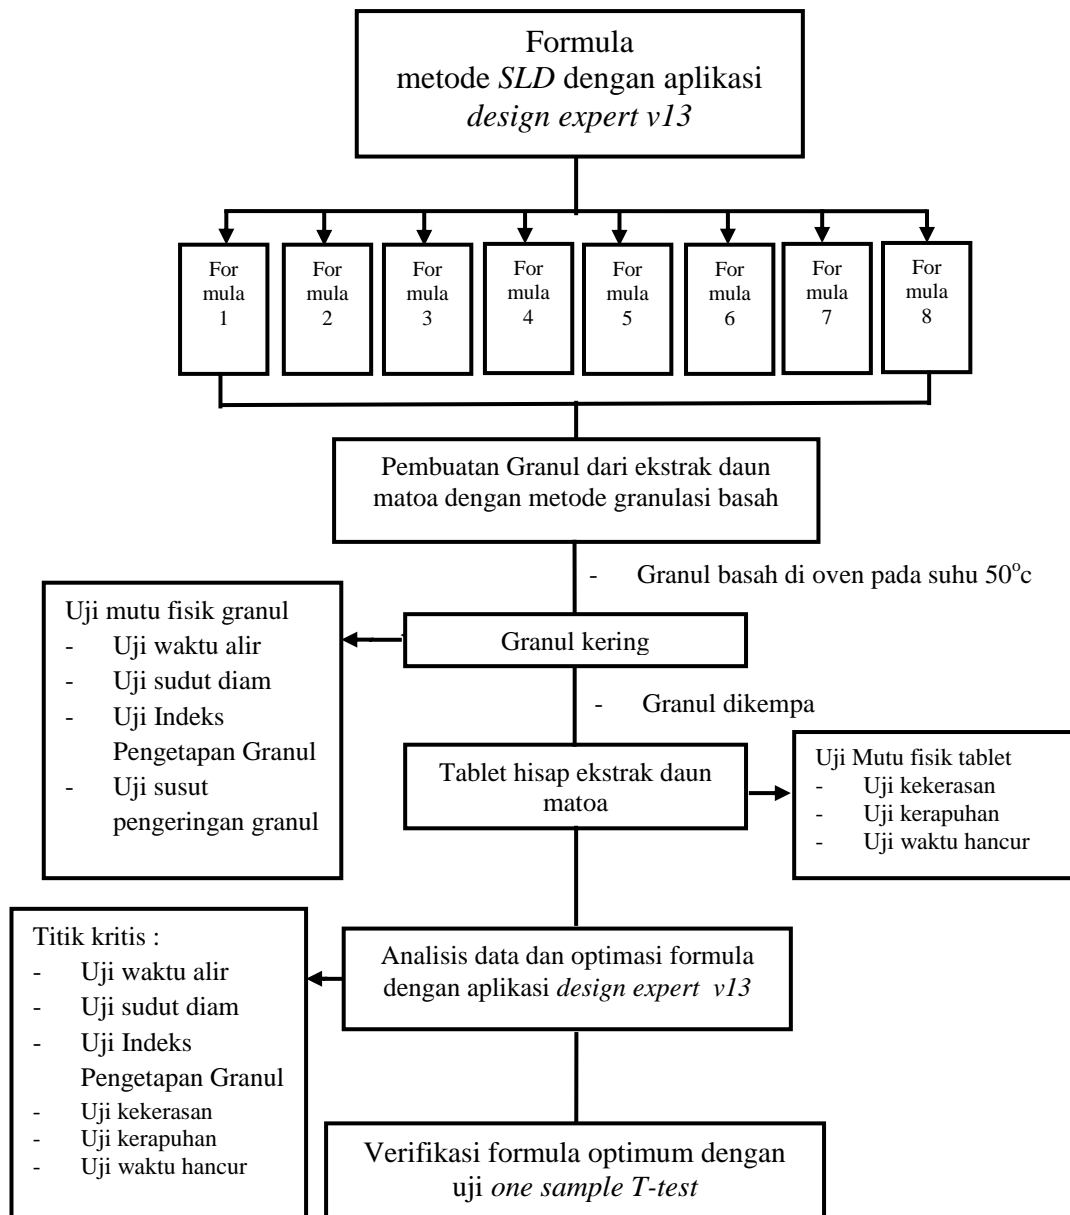 Formula
metode SLD dengan aplikasi
design expert v13
For
mula
1
For
mula
2
For
mula
3
For
mula
4
For
mula
5
For
mula
6
For
mula
7
For
mula
8
Pembuatan Granul dari ekstrak daun
matoa dengan metode granulasi basah
- Granul basah di oven pada suhu 50°c
Uji mutu fisik granul
- Uji waktu alir
- Uji sudut diam
- Uji Indeks
Pengetapan Granul
- Uji susut
pengeringan granul
Granul kering
- Granul dikempa
Tablet hisap ekstrak daun
matoa
Uji Mutu fisik tablet
- Uji kekerasan
- Uji kerapuhan
- Uji waktu hancur
Titik kritis :
- Uji waktu alir
- Uji sudut diam
- Uji Indeks
Pengetapan Granul
- Uji kekerasan
- Uji kerapuhan
- Uji waktu hancur
Analisis data dan optimasi formula
dengan aplikasi design expert v13
Verifikasi formula optimum dengan
uji one sample T-test